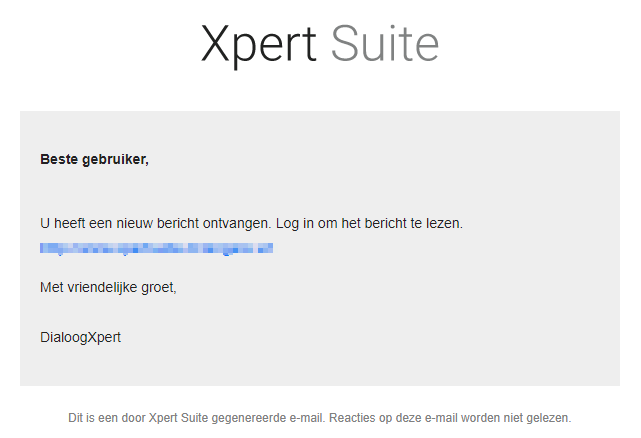 Xpert Suite
Beste gebruiker,
U heeft een nieuw bericht ontvangen. Log in om het bericht te lezen.
Met vriendelijke groet,
DialoogXpert
Dit is een door Xpert Suite gegenereerde e-mail. Reacties op deze e-mail worden niet gelezen.